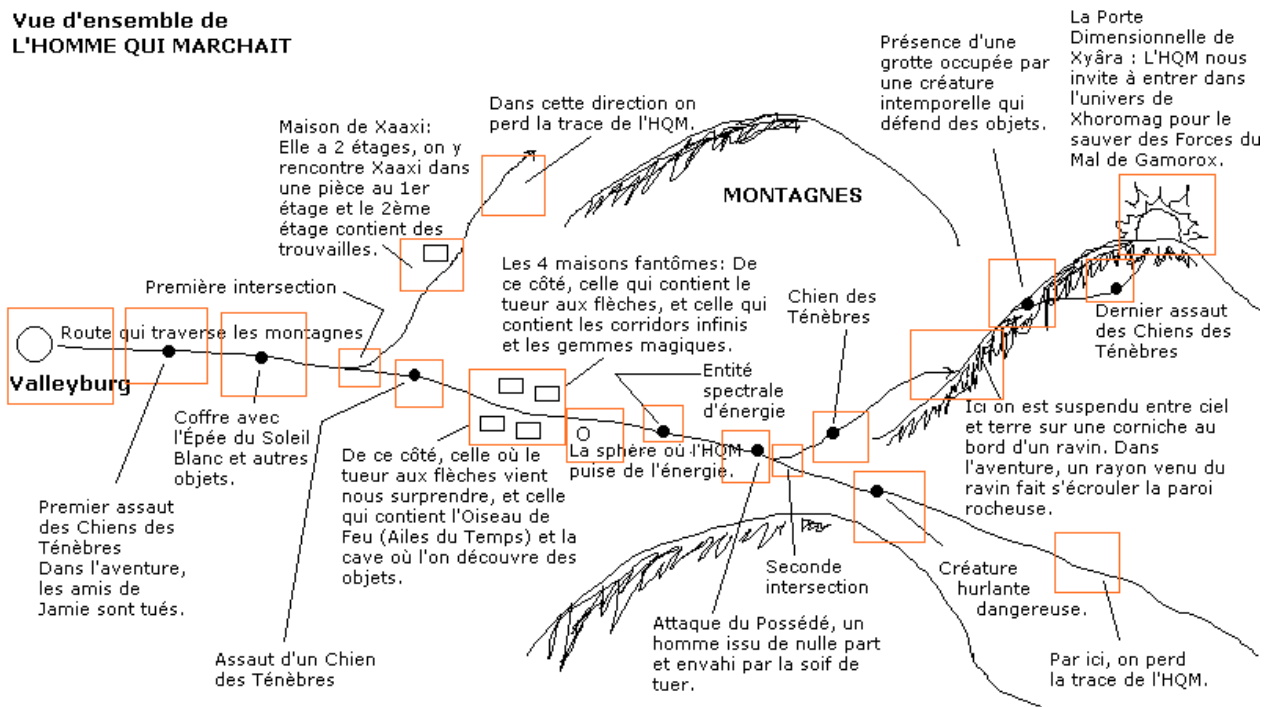 Vue d'ensemble de
L'HOMME QUI MARCHAIT
La Porte
Dimensionnelle de
Xyâra : L'HQM nous
invite à entrer dans
l'univers de
Xhoromag pour le
sauver des Forces du
Mal de Gamorox.
Présence d'une
grotte occupée par
une créature
intemporelle qui
défend des objets.
Dans cette direction on
perd la trace de l'HQM.
Maison de Xaaxi:
Elle a 2 étages, on y
rencontre Xaaxi dans
une pièce au 1er
étage et le 2ème
étage contient des
trouvailles.
MONTAGNES
Les 4 maisons fantômes: De
ce côté, celle qui contient le
tueur aux flèches, et celle qui
contient les corridors infinis
et les gemmes magiques.
Première intersection
Chien des
Ténèbres
Dernier assaut
des Chiens des
Ténèbres
Route qui traverse les montagnes
Valleyburg
Entité
spectrale
d'énergie
Coffre avec
l'Épée du Soleil
Blanc et autres
objets.
Ici on est suspendu entre ciel
et terre sur une corniche au
bord d'un ravin. Dans
l'aventure, un rayon venu du
ravin fait s'écrouler la paroi
rocheuse.
La sphère où l'HQM
puise de l'énergie.
De ce côté, celle où le
tueur aux flèches vient
nous surprendre, et celle
qui contient l'Oiseau de
Feu (Ailes du Temps) et la
cave où l'on découvre des
objets.
Premier assaut
des Chiens des
Ténèbres
Dans l'aventure,
les amis de
Jamie sont tués.
Seconde
intersection
Créature
hurlante
dangereuse.
Attaque du Possédé, un
homme issu de nulle part
et envahi par la soif de
tuer.
Assaut d'un Chien
des Ténèbres
Par ici, on perd
la trace de l'HQM.